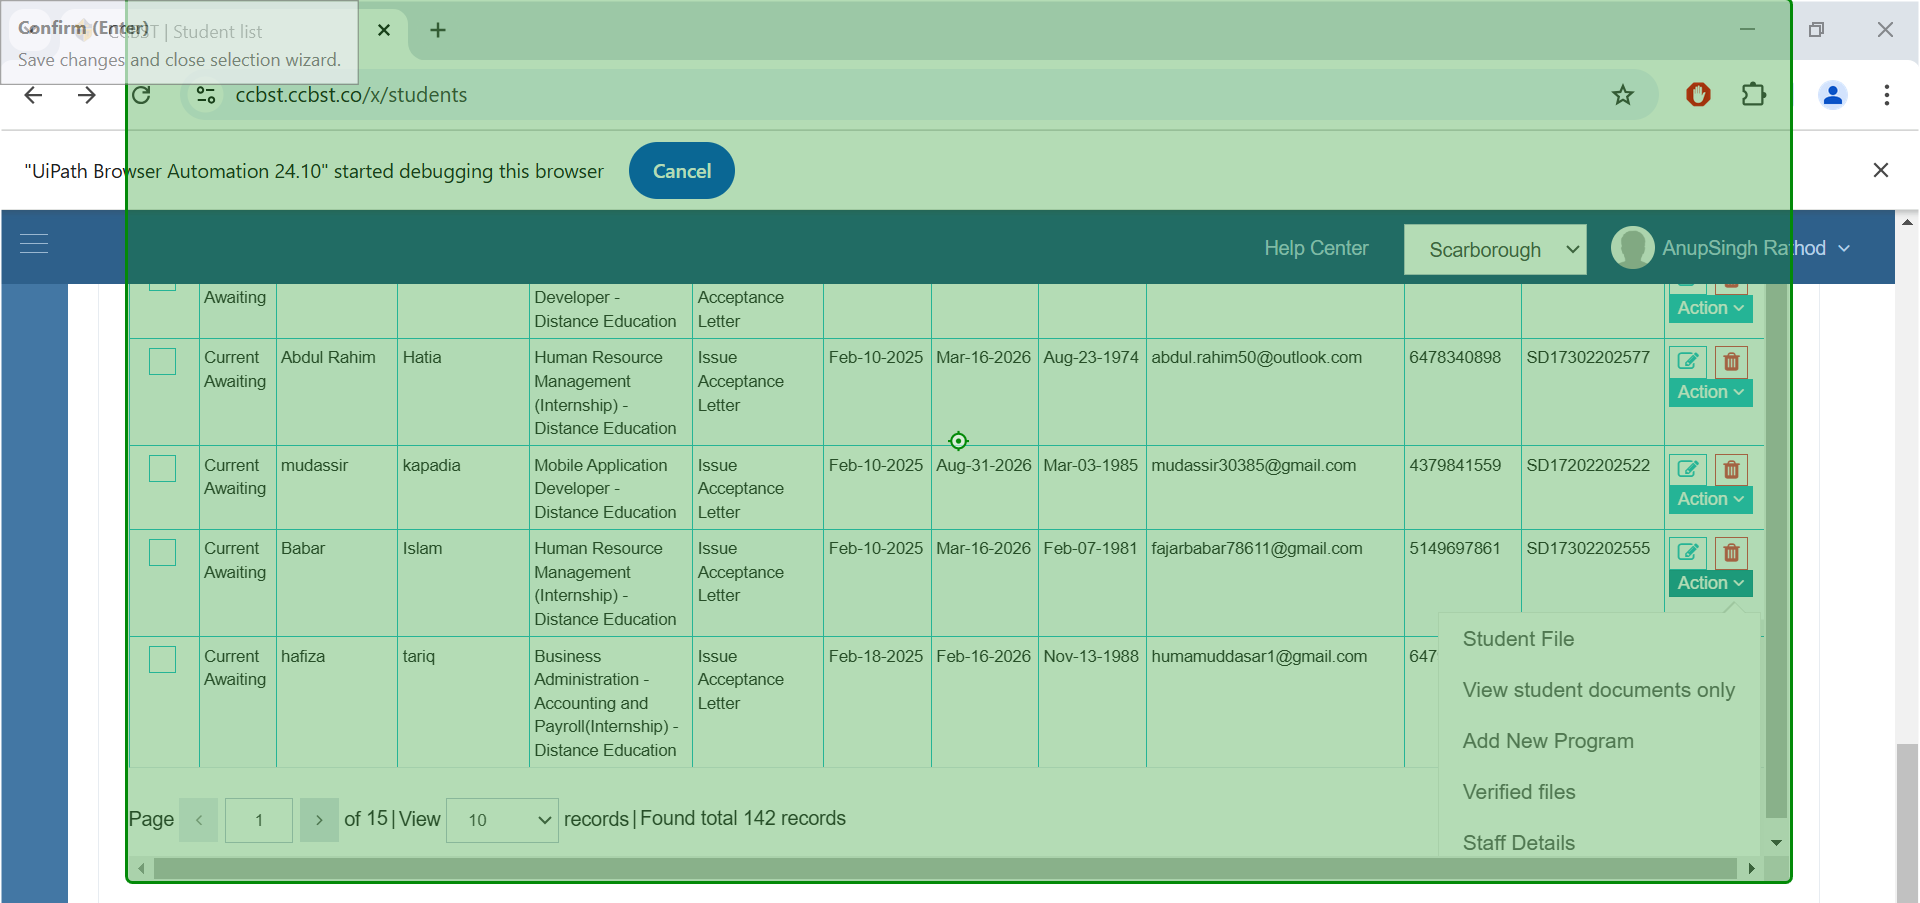 Confirm (Enter)
CCBST | Student list
Save changes and close selection wizard.
ccbst.ccbst.co/x/students
"UiPath Browser Automation 24.10" started debugging this browser
Cancel
Help Center
Scarborough
AnupSingh Rathod
Awaiting
Developer -
Distance Education
Acceptance
Letter
Action
Current
Awaiting
Abdul Rahim
Hatia
Human Resource
Management
(Internship) -
Distance Education
Issue
Acceptance
Letter
Feb-10-2025
Mar-16-2026
Aug-23-1974
abdul.rahim50@outlook.com
6478340898
SD17302202577
Action
Current
Awaiting
mudassir
kapadia
Mobile Application
Developer -
Distance Education
Issue
Acceptance
Letter
Feb-10-2025
Aug-31-2026
Mar-03-1985
mudassir30385@gmail.com
4379841559
SD17202202522
Action
Current
Awaiting
Babar
Islam
Human Resource
Management
(Internship) -
Distance Education
Issue
Acceptance
Letter
Feb-10-2025
Mar-16-2026
Feb-07-1981
fajarbabar78611@gmail.com
5149697861
SD17302202555
Action
Current
Awaiting
hafiza
tariq
Business
Administration -
Accounting and
Payroll(Internship) -
Distance Education
Issue
Acceptance
Letter
Feb-18-2025
Feb-16-2026
Nov-13-1988
humamuddasar1@gmail.com
647
Student File
View student documents only
Add New Program
Verified files
Staff Details
Page < 1 > of 15 | View 10 records | Found total 142 records